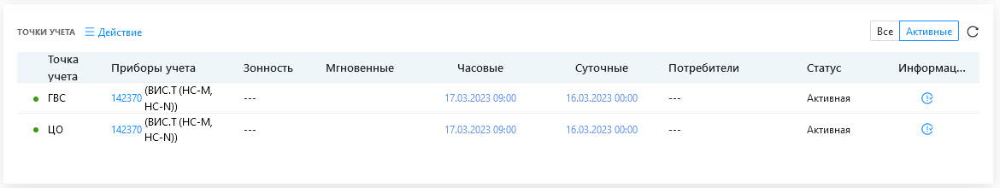 ТОЧКИ УЧЕТА Действие Все Активные
Точка учета Приборы учета Зонность Мгновенные Часовые Суточные Потребители Статус Информац...
ГВС 142370 (ВИС.Т (НС-М, НС-N)) --- 17.03.2023 09:00 16.03.2023 00:00 --- Активная
ЦО 142370 (ВИС.Т (НС-М, НС-N)) --- 17.03.2023 09:00 16.03.2023 00:00 --- Активная